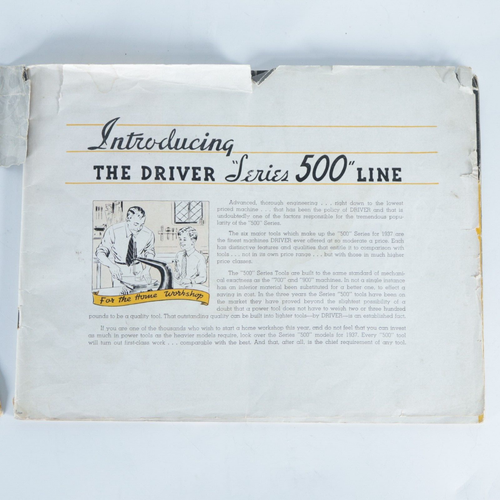 Introducing
THE DRIVER "Series 500" LINE
Advanced, thorough engineering . . . right down to the lowest
priced machine . . . that has been the policy of DRIVER and that is
undoubtedly one of the factors responsible for the tremendous popu-
larity of the "500" Series.
The six major tools which make up the "500" Series for 1937 are
the finest machines DRIVER ever offered at so moderate a price. Each
has distinctive features and qualities that entitle it to comparison with
tools . . . not in its own price range . . . but with those in much higher
price classes.
The "500" Series Tools are built to the same standard of mechan-
ical exactness as the "700" and "900" machines. In not a single instance
has an inferior material been substituted for a better one, to effect a
saving in cost. In the three years the Series "500" tools have been on
the market they have proved beyond the slightest possibility of a
doubt that a power tool does not have to weigh two or three hundred
For the Home Workshop
pounds to be a quality tool. That outstanding quality can be built into lighter tools—by DRIVER—is an established fact.
If you are one of the thousands who wish to start a home workshop this year, and do not feel that you can invest
as much in power tools as the heavier models require, look over the Series "500" models for 1937. Every "500" tool
will turn out first-class work . . . comparable with the best. And that, after all, is the chief requirement of any tool.